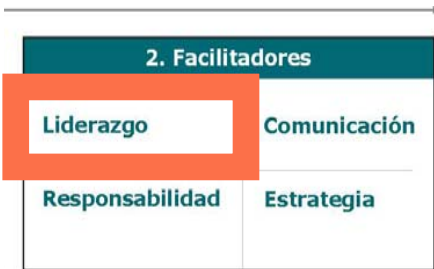 2. Facilitadores
Liderazgo Comunicación
Responsabilidad Estrategia